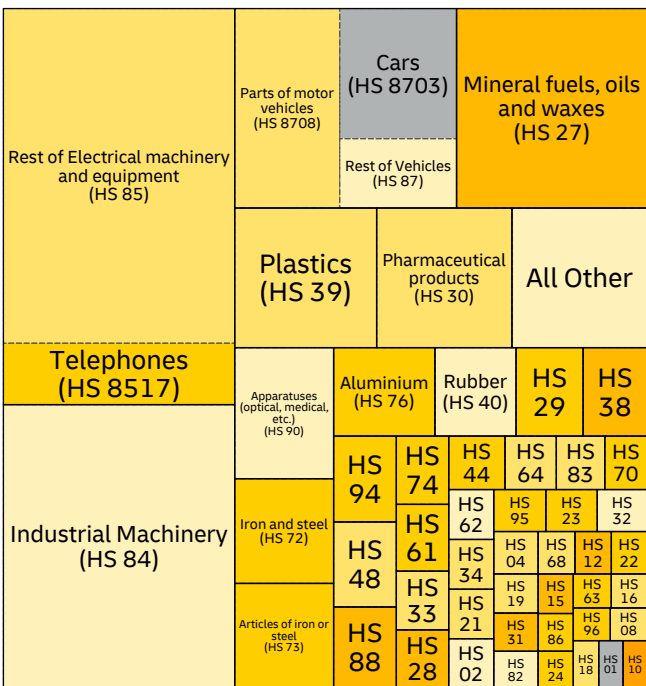 Rest of Electrical machinery
and equipment
(HS 85)
Telephones
(HS 8517)
Industrial Machinery
(HS 84)
Parts of motor
vehicles
(HS 8708)
Cars
(HS 8703)
Rest of Vehicles
(HS 87)
Mineral fuels, oils
and waxes
(HS 27)
Plastics
(HS 39)
Pharmaceutical
products
(HS 30)
All Other
Apparatuses
(optical, medical,
etc.)
(HS 90)
Iron and steel
(HS 72)
Articles of iron or
steel
(HS 73)
Aluminium
(HS 76)
Rubber
(HS 40)
HS
29
HS
38
HS
94
HS
48
HS
88
HS
74
HS
61
HS
33
HS
28
HS
44
HS
64
HS
83
HS
70
HS
62
HS
34
HS
21
HS
02
HS
95
HS
23
HS
32
HS
04
HS
68
HS
12
HS
22
HS
19
HS
15
HS
63
HS
16
HS
31
HS
86
HS
96
HS
08
HS
82
HS
24
HS
18
HS
01
HS
10